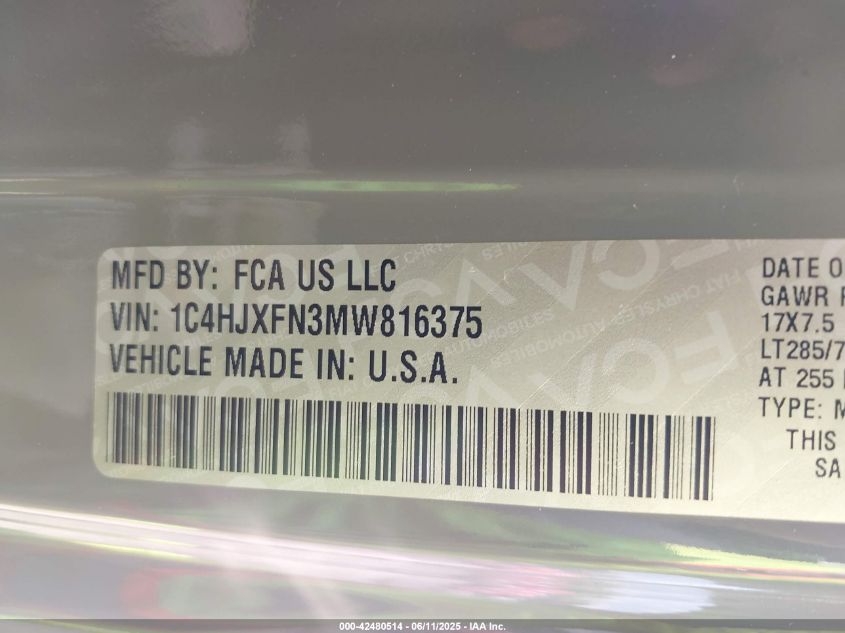 MFD BY: FCA US LLC
VIN: 1C4HJXFN3MW816375
VEHICLE MADE IN: U.S.A.
DATE O
GAWR
17X7.5
LT285/7
AT 255
TYPE: M
THIS
SA
000-42480514 - 06/11/2025 - IAA Inc.